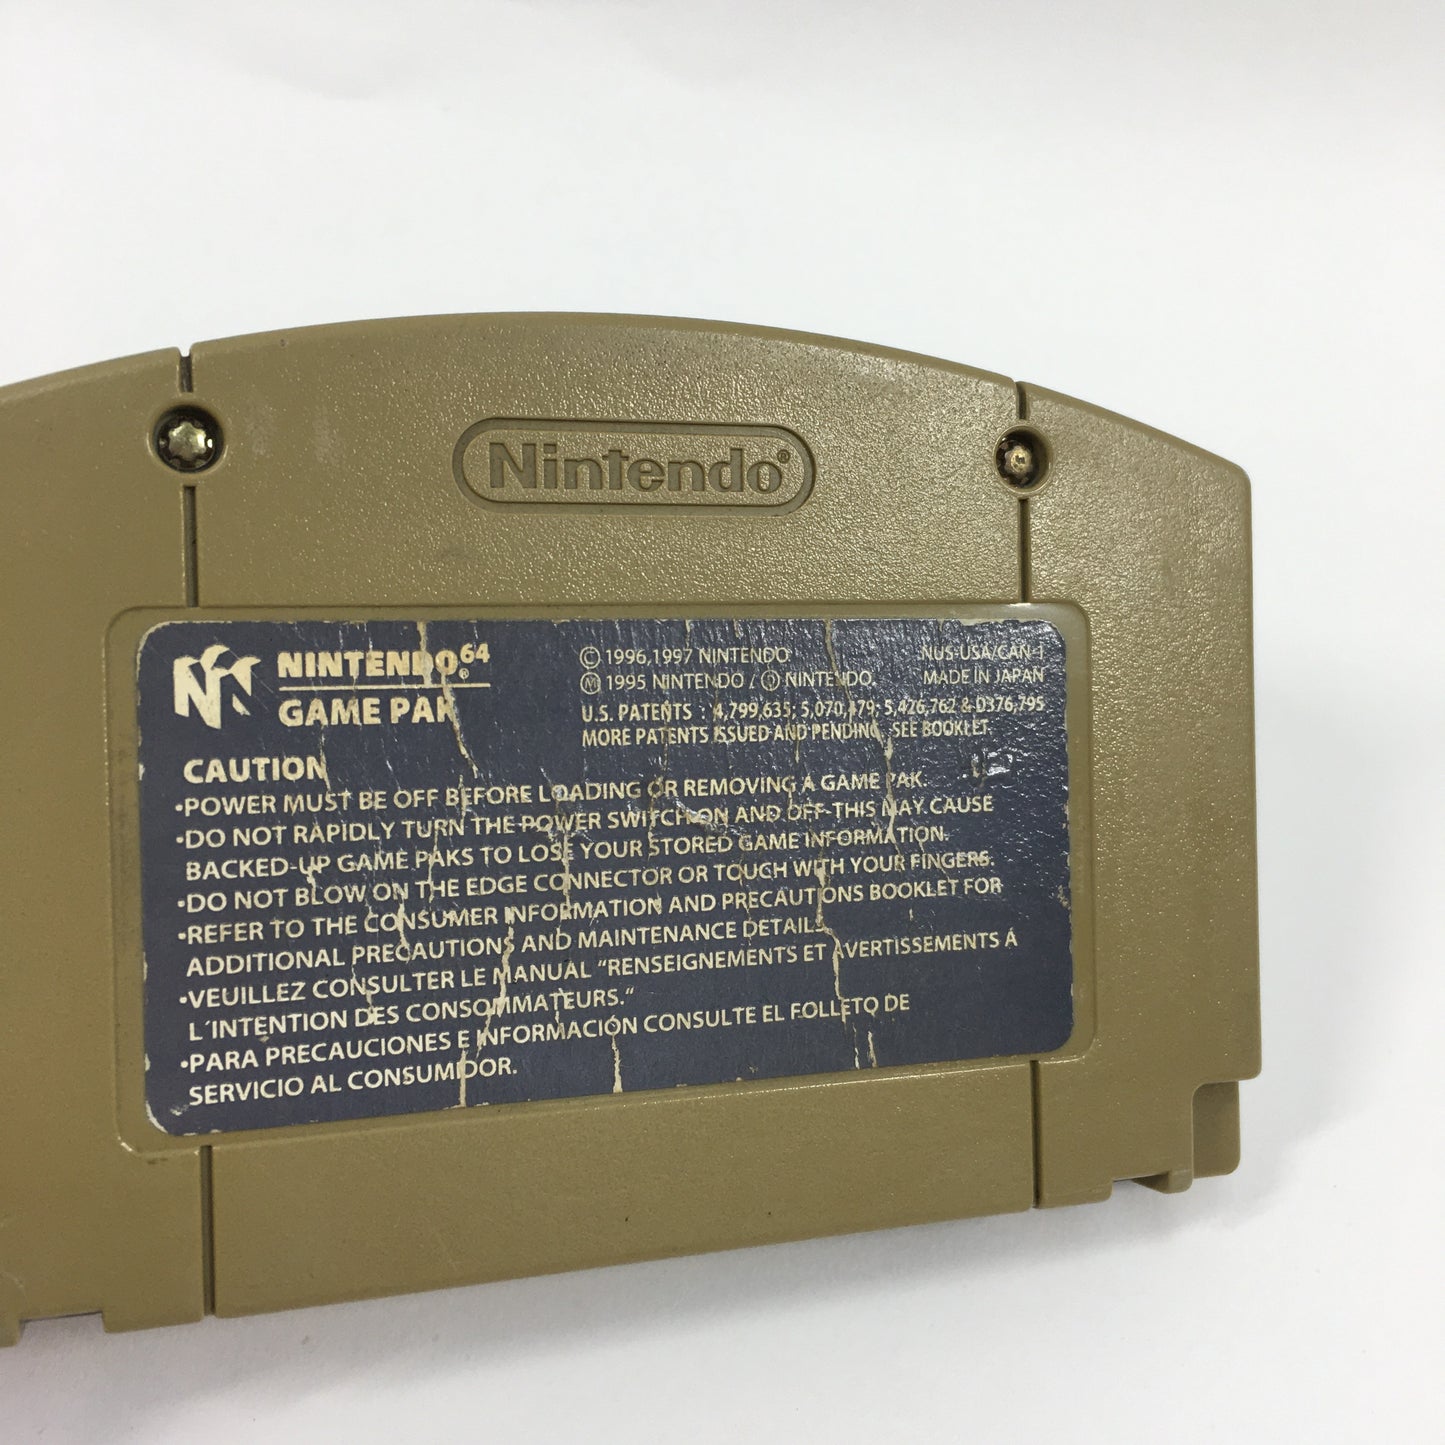 Nintendo®
NINTENDO 64®
GAME PAK
© 1996,1997 NINTENDO
NUS-USA/CAN-1
Ⓜ 1995 NINTENDO / Ⓓ NINTENDO.
MADE IN JAPAN
U.S. PATENTS : 4,799,635; 5,070,479; 5,426,762 & D376,795
MORE PATENTS ISSUED AND PENDING. SEE BOOKLET.
CAUTION
•POWER MUST BE OFF BEFORE LOADING OR REMOVING A GAME PAK.
•DO NOT RAPIDLY TURN THE POWER SWITCH ON AND OFF-THIS MAY CAUSE
BACKED-UP GAME PAKS TO LOSE YOUR STORED GAME INFORMATION.
•DO NOT BLOW ON THE EDGE CONNECTOR OR TOUCH WITH YOUR FINGERS.
•REFER TO THE CONSUMER INFORMATION AND PRECAUTIONS BOOKLET FOR
ADDITIONAL PRECAUTIONS AND MAINTENANCE DETAILS.
•VEUILLEZ CONSULTER LE MANUAL "RENSEIGNEMENTS ET AVERTISSEMENTS Á
L´INTENTION DES CONSOMMATEURS."
•PARA PRECAUCIONES E INFORMACIÓN CONSULTE EL FOLLETO DE
SERVICIO AL CONSUMIDOR.